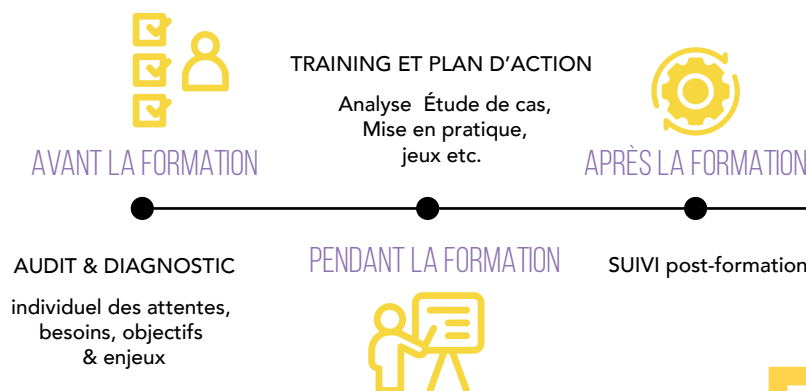 AVANT LA FORMATION
AUDIT & DIAGNOSTIC
individuel des attentes,
besoins, objectifs
& enjeux
TRAINING ET PLAN D’ACTION
Analyse  Étude de cas,
Mise en pratique,
jeux etc.
PENDANT LA FORMATION
APRÈS LA FORMATION
SUIVI post-formation